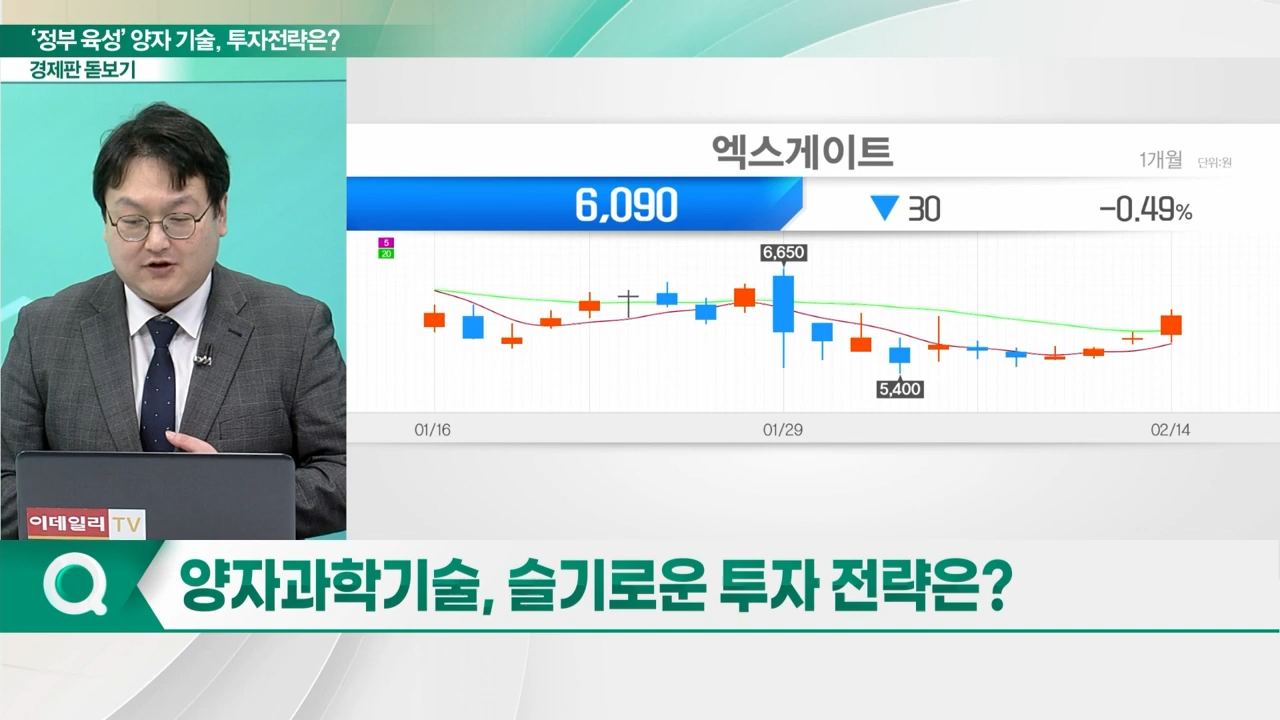 ‘정부 육성’ 양자 기술, 투자전략은?
경제판 돋보기
엑스게이트
1개월 단위:원
6,090 ▼ 30 -0.49%
5
20
6,650
5,400
01/16 01/29 02/14
이데일리 TV
양자과학기술, 슬기로운 투자 전략은?